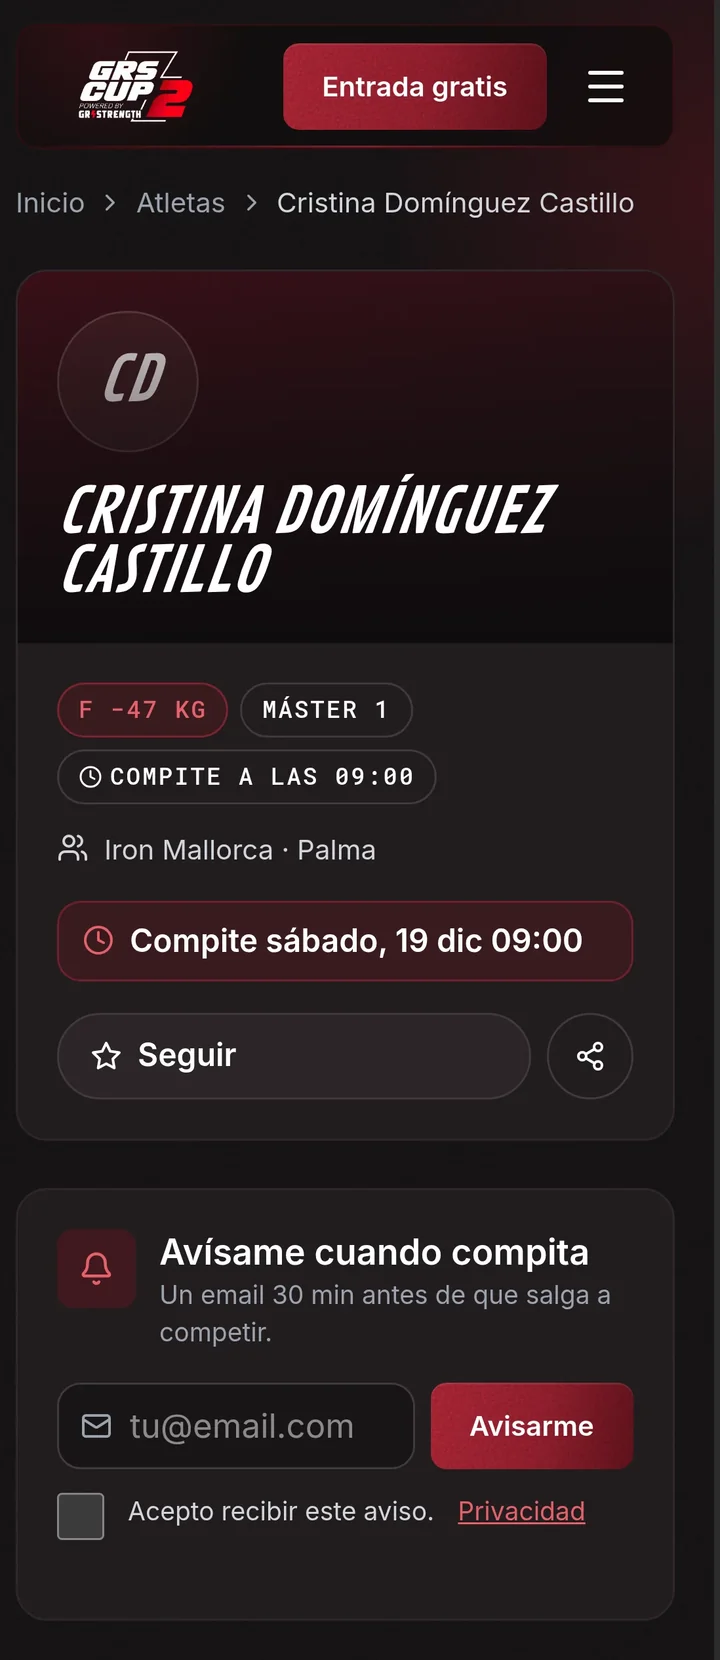 GRS
CUP 2
POWERED BY
GRSTRENGTH
Entrada gratis
Inicio > Atletas > Cristina Domínguez Castillo
CD
CRISTINA DOMÍNGUEZ
CASTILLO
F -47 KG
MÁSTER 1
COMPITE A LAS 09:00
Iron Mallorca · Palma
Compite sábado, 19 dic 09:00
Seguir
Avísame cuando compita
Un email 30 min antes de que salga a
competir.
tu@email.com
Avisarme
Acepto recibir este aviso. Privacidad